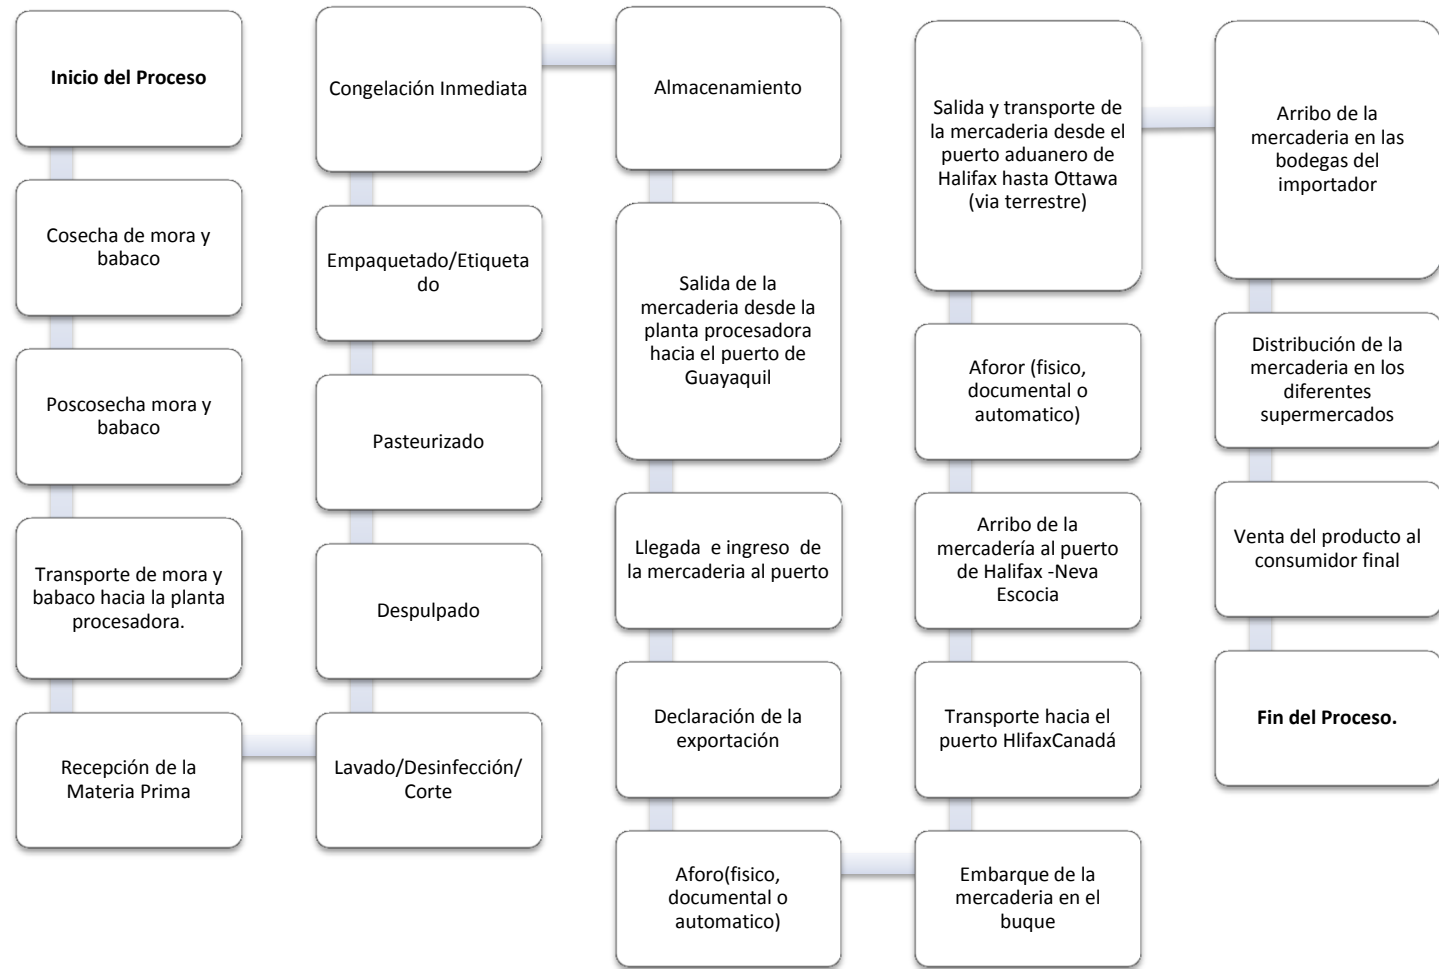 Inicio del Proceso
Cosecha de mora y
babaco
Poscosecha mora y
babaco
Transporte de mora y
babaco hacia la planta
procesadora.
Recepción de la
Materia Prima
Lavado/Desinfección/
Corte
Despulpado
Pasteurizado
Empaquetado/Etiqueta
do
Congelación Inmediata
Almacenamiento
Salida de la
mercaderia desde la
planta procesadora
hacia el puerto de
Guayaquil
Llegada e ingreso de
la mercaderia al puerto
Declaración de la
exportación
Aforo(fisico,
documental o
automatico)
Embarque de la
mercaderia en el
buque
Transporte hacia el
puerto HlifaxCanadá
Arribo de la
mercadería al puerto
de Halifax -Neva
Escocia
Aforor (fisico,
documental o
automatico)
Salida y transporte de
la mercaderia desde el
puerto aduanero de
Halifax hasta Ottawa
(via terrestre)
Arribo de la
mercaderia en las
bodegas del
importador
Distribución de la
mercaderia en los
diferentes
supermercados
Venta del producto al
consumidor final
Fin del Proceso.